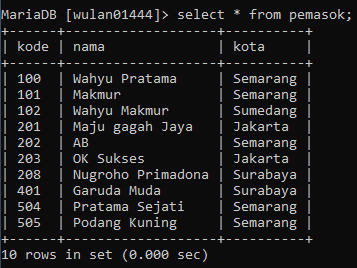 MariaDB [wulan01444]> select * from pemasok;
+------+--------------------+----------+
| kode | nama               | kota     |
+------+--------------------+----------+
| 100  | Wahyu Pratama      | Semarang |
| 101  | Makmur             | Semarang |
| 102  | Wahyu Makmur       | Sumedang |
| 201  | Maju gagah Jaya    | Jakarta  |
| 202  | AB                 | Semarang |
| 203  | OK Sukses          | Jakarta  |
| 208  | Nugroho Primadona  | Surabaya |
| 401  | Garuda Muda        | Surabaya |
| 504  | Pratama Sejati     | Semarang |
| 505  | Podang Kuning      | Semarang |
+------+--------------------+----------+
10 rows in set (0.000 sec)